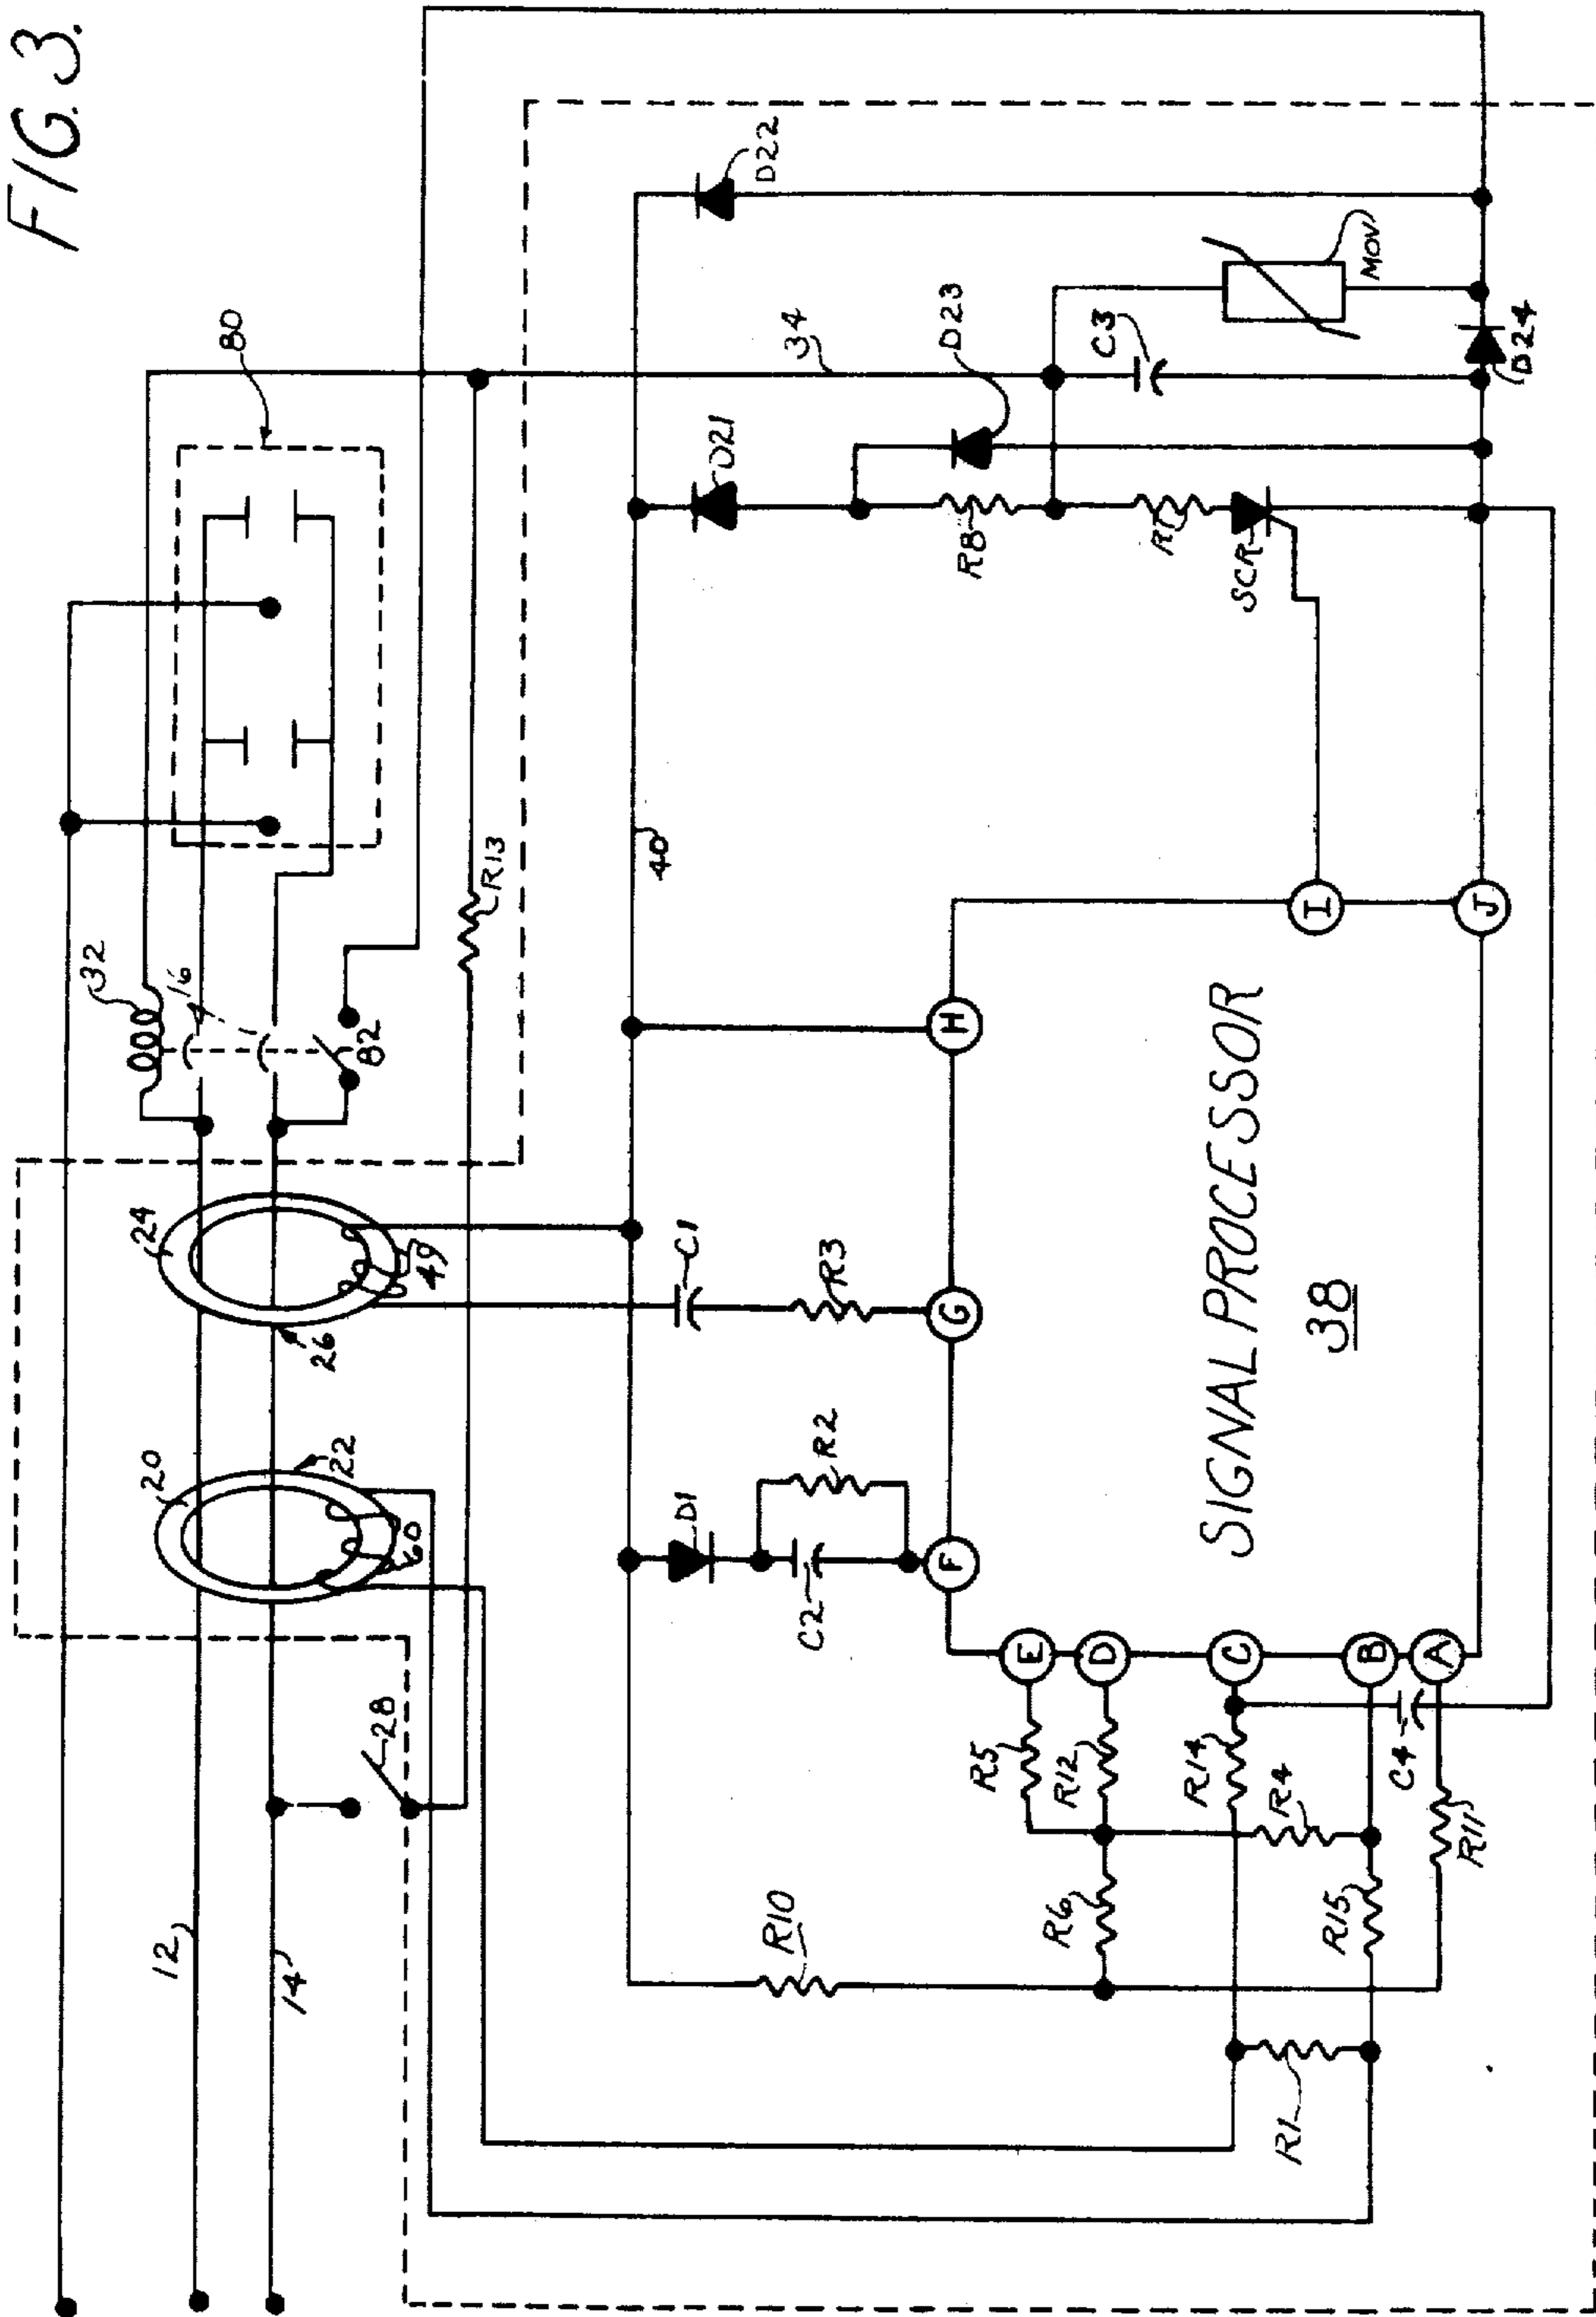 FIG. 3.
80
32
16
82
24
26
49
20
22
60
12
14
28
R13
34
40
D22
D21
D23
MOV
C3
D24
R8
SCR
C1
R3
D1
R2
C2
H
G
F
E
D
C
B
A
I
J
SIGNAL PROCESSOR
38
R5
R12
R14
R4
C4
R11
R10
R6
R15
R1